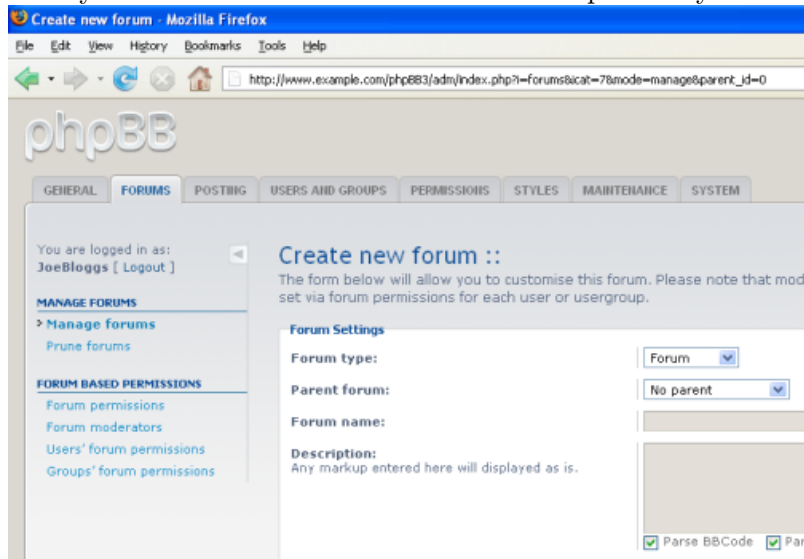 Create new forum - Mozilla Firefox
File Edit View History Bookmarks Tools Help
http://www.example.com/phpBB3/adm/index.php?i=forums&icat=7&mode=manage&parent_id=0
phpBB
GENERAL FORUMS POSTING USERS AND GROUPS PERMISSIONS STYLES MAINTENANCE SYSTEM
You are logged in as:
JoeBloggs [ Logout ]
MANAGE FORUMS
Manage forums
Prune forums
FORUM BASED PERMISSIONS
Forum permissions
Forum moderators
Users' forum permissions
Groups' forum permissions
Create new forum ::
The form below will allow you to customise this forum. Please note that mod
set via forum permissions for each user or usergroup.
Forum Settings
Forum type: Forum
Parent forum: No parent
Forum name:
Description:
Any markup entered here will displayed as is.
Parse BBCode Par